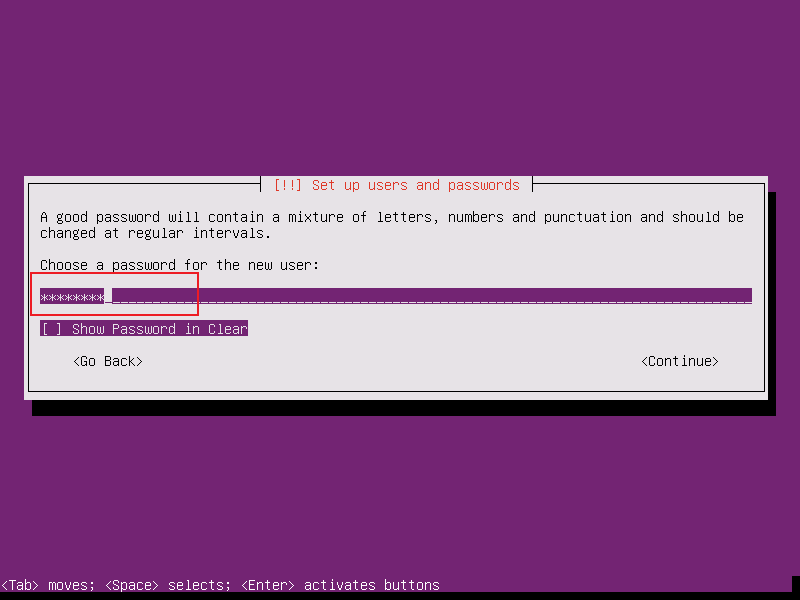 [!!] Set up users and passwords
A good password will contain a mixture of letters, numbers and punctuation and should be
changed at regular intervals.
Choose a password for the new user:
********
[ ] Show Password in Clear
<Go Back> <Continue>
<Tab> moves; <Space> selects; <Enter> activates buttons